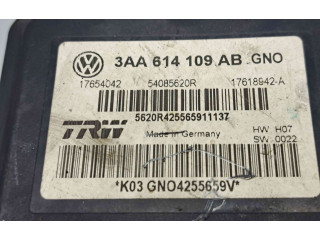 3AA 614 109 AB GNO
17654042 54085620R 17618942-A
5620R425565911137
TRW Made in Germany HW H07
SW 0022
*K03 GNO4255659V*